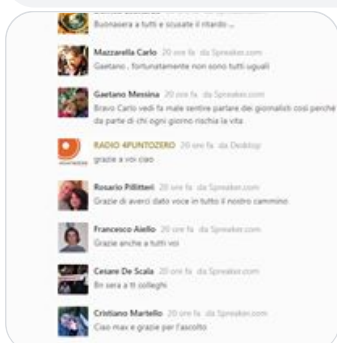 Buonasera a tutti e scusate il ritardo ...
Mazzarella Carlo 20 ore fa da Spreaker.com
Gaetano , fortunatamente non sono tutti uguali
Gaetano Messina 20 ore fa da Spreaker.com
Bravo Carlo vedi fa male sentire parlare dei giornalisti così perché
da parte di chi ogni giorno rischia la vita
RADIO 4PUNTOZERO 20 ore fa da Desktop
grazie a voi ciao
Rosario Pillitteri 20 ore fa da Spreaker.com
Grazie di averci dato voce in tutto il nostro cammino.
Francesco Aiello 20 ore fa da Spreaker.com
Grazie anche a tutti voi
Cesare De Scala 20 ore fa da Spreaker.com
Bn sera a tt colleghi
Cristiano Martello 20 ore fa da Spreaker.com
Ciao max e grazie per l'ascolto